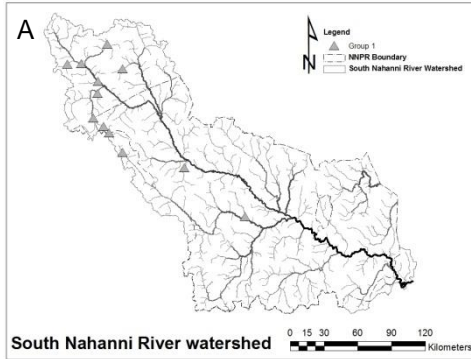 A
Legend
Group 1
NNPR Boundary
South Nahanni River Watershed
N
South Nahanni River watershed
0 15 30 60 90 120
Kilometers